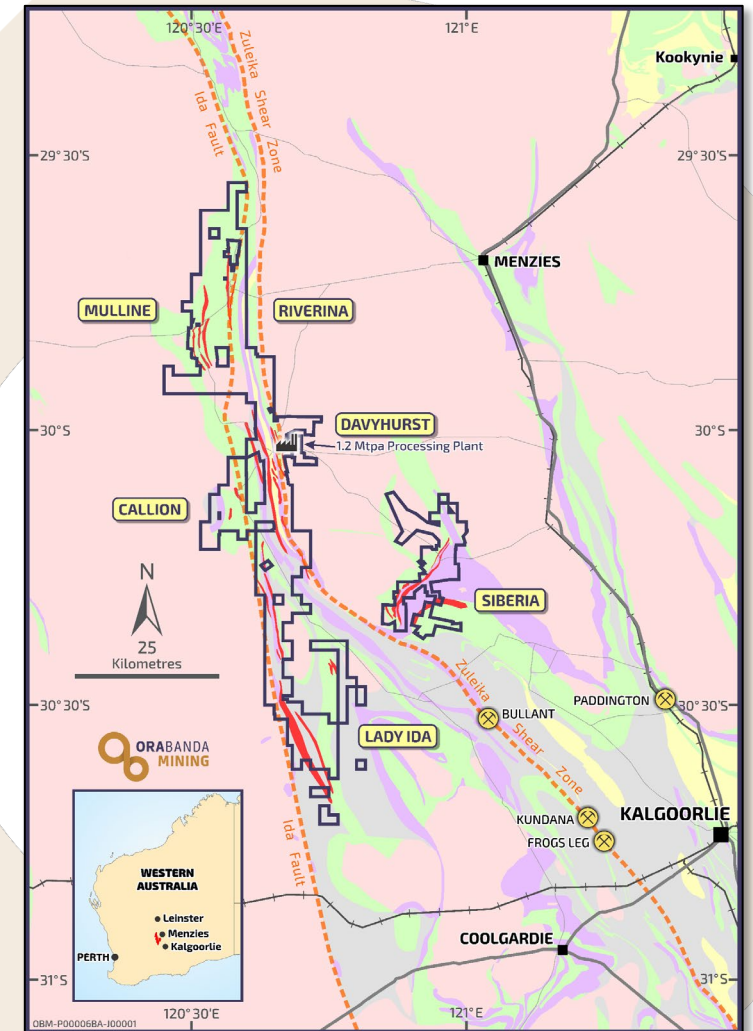 120°30'E
121°E
Kookynie
Zuleika Shear Zone
Ida Fault
29°30'S
29°30'S
MENZIES
MULLINE
RIVERINA
30°S
30°S
DAVYHURST
1.2 Mtpa Processing Plant
CALLION
N
25
Kilometres
SIBERIA
Zuleika Shear Zone
PADDINGTON
30°30'S
30°30'S
BULLANT
LADY IDA
ORABANDA
MINING
KUNDANA
KALGOORLIE
FROGS LEG
Ida Fault
WESTERN
AUSTRALIA
Leinster
Menzies
Kalgoorlie
PERTH
COOLGARDIE
31°S
31°S
OBM-P00006BA-J00001
120°30'E
121°E